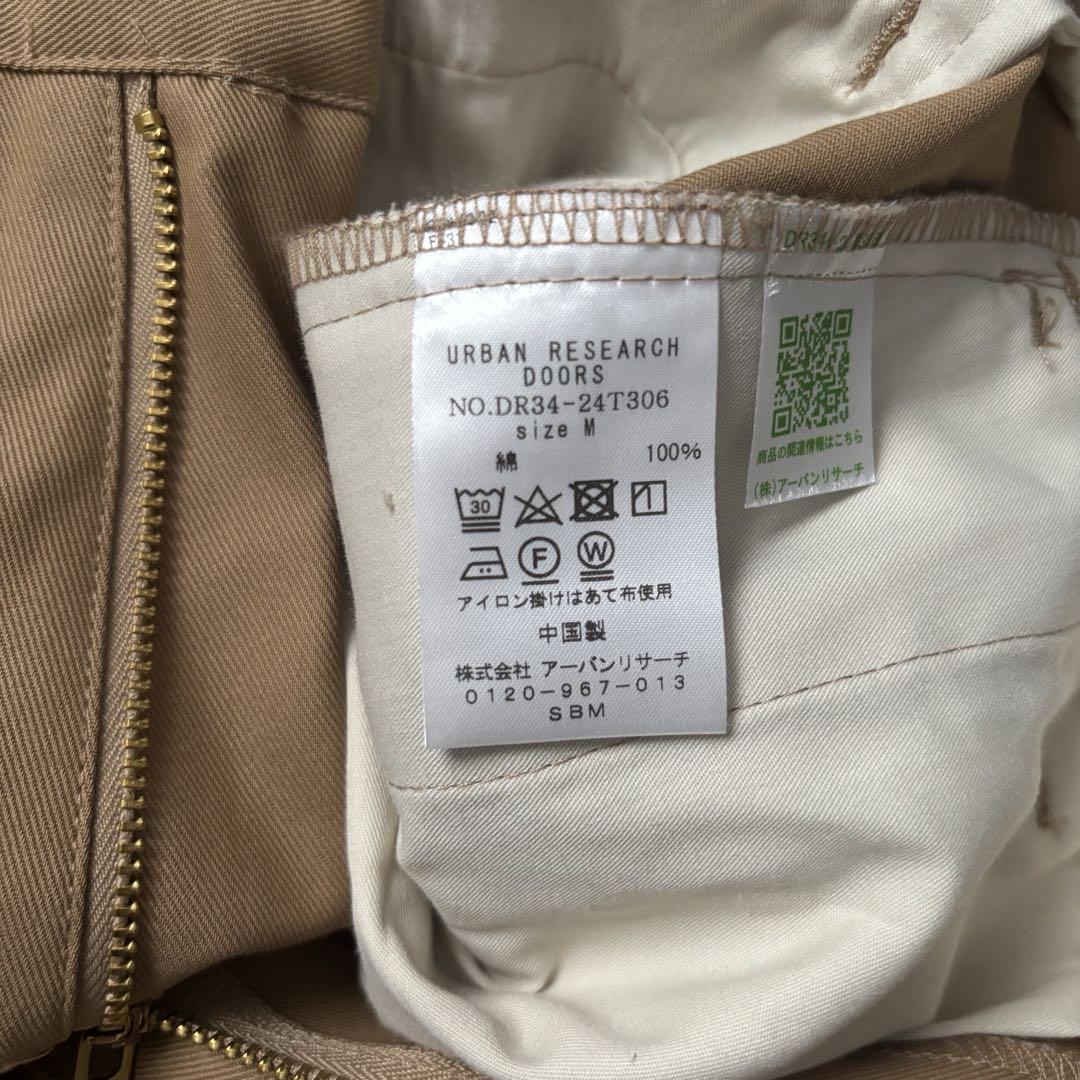 URBAN RESEARCH
DOORS
NO.DR34-24T306
size M
綿 100%
30
F W
アイロン掛けはあて布使用
中国製
株式会社 アーバンリサーチ
0120-967-013
SBM
商品の関連情報はこちら
(株)アーバンリサーチ